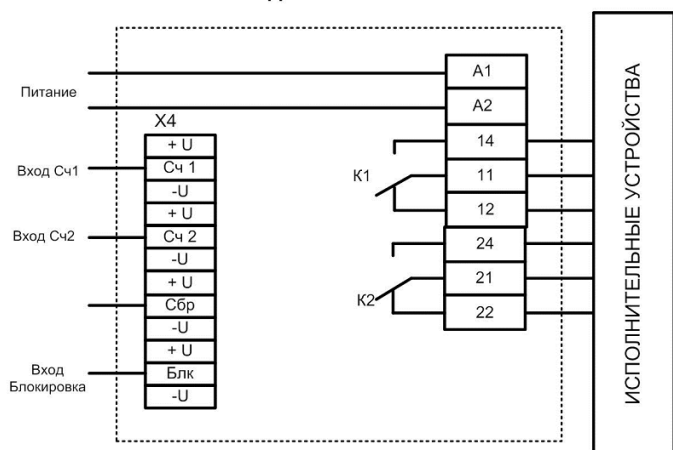 Питание
X4
+ U
Вход Сч1
Сч 1
-U
+ U
Вход Сч2
Сч 2
-U
+ U
Сбр
-U
+ U
Вход
Блокировка
Блк
-U
A1
A2
14
K1
11
12
24
21
K2
22
ИСПОЛНИТЕЛЬНЫЕ УСТРОЙСТВА